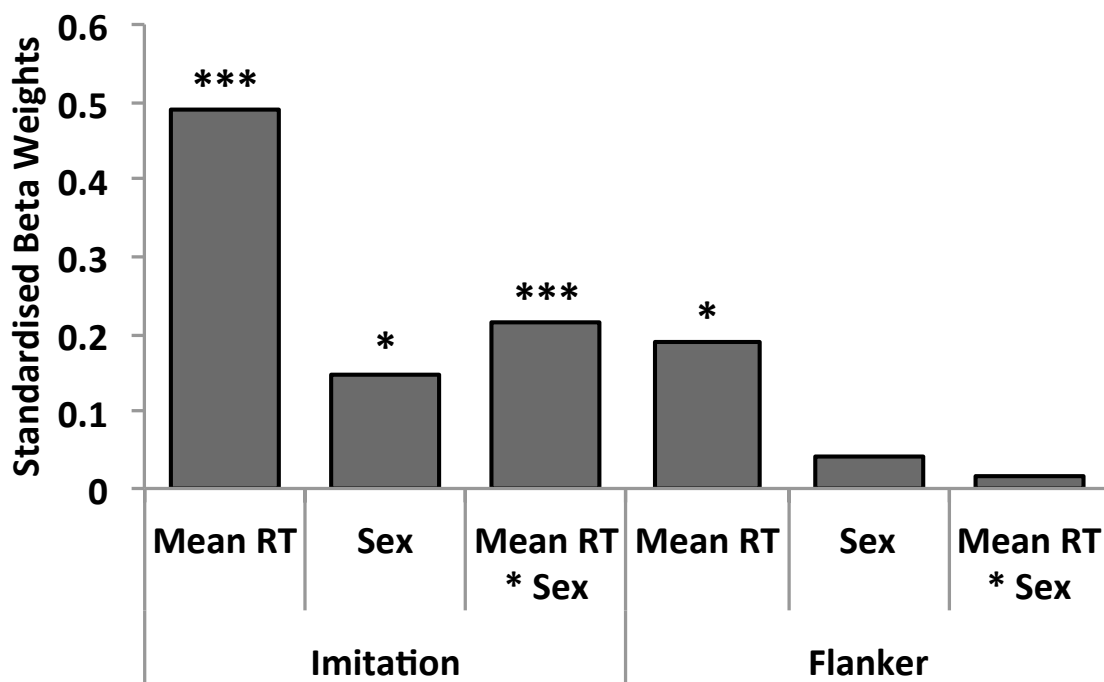 Standardised Beta Weights
0.6
0.5
0.4
0.3
0.2
0.1
0
***
*
***
*
Mean RT
Sex
Mean RT
* Sex
Mean RT
Sex
Mean RT
* Sex
Imitation
Flanker